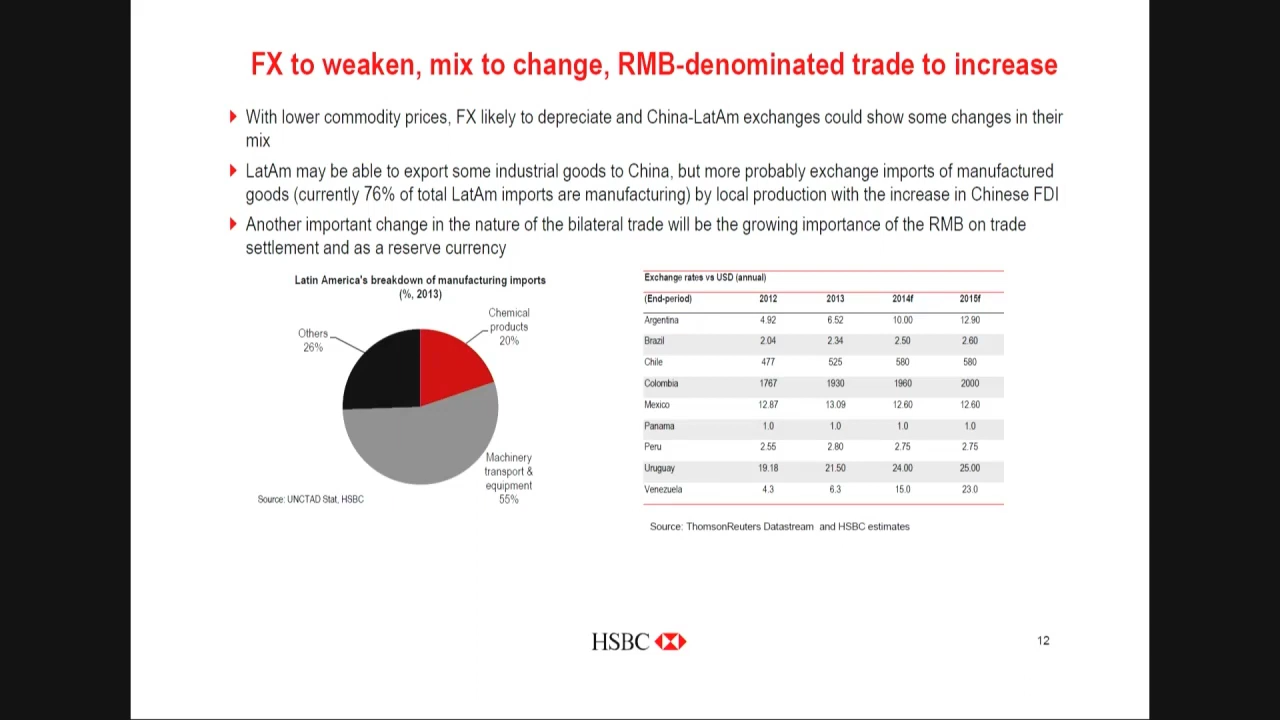 FX to weaken, mix to change, RMB-denominated trade to increase
With lower commodity prices, FX likely to depreciate and China-LatAm exchanges could show some changes in their
mix
LatAm may be able to export some industrial goods to China, but more probably exchange imports of manufactured
goods (currently 76% of total LatAm imports are manufacturing) by local production with the increase in Chinese FDI
Another important change in the nature of the bilateral trade will be the growing importance of the RMB on trade
settlement and as a reserve currency
Latin America's breakdown of manufacturing imports
(%, 2013)
Chemical
products
20%
Others
26%
Machinery
transport &
equipment
55%
Source: UNCTAD Stat, HSBC
Exchange rates vs USD (annual)
(End-period) 2012 2013 2014f 2015f
Argentina 4.92 6.52 10.00 12.90
Brazil 2.04 2.34 2.50 2.60
Chile 477 525 580 580
Colombia 1767 1930 1960 2000
Mexico 12.87 13.09 12.60 12.60
Panama 1.0 1.0 1.0 1.0
Peru 2.55 2.80 2.75 2.75
Uruguay 19.18 21.50 24.00 25.00
Venezuela 4.3 6.3 15.0 23.0
Source: ThomsonReuters Datastream and HSBC estimates
HSBC
12